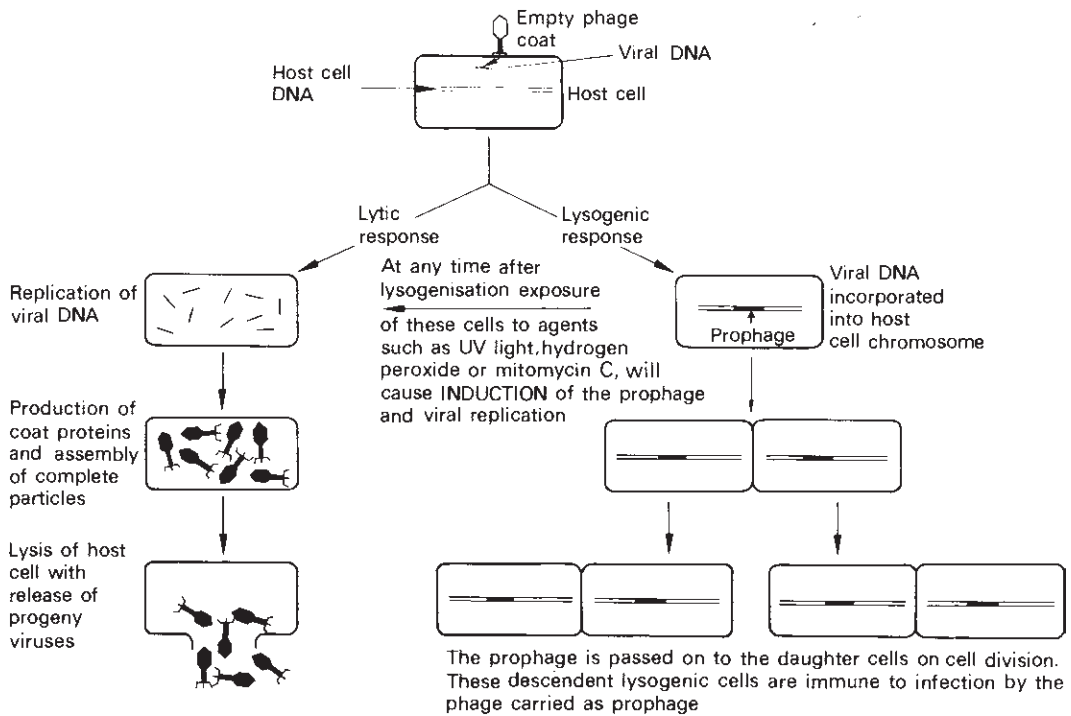 Empty phage
coat
Viral DNA
Host cell
DNA
Host cell
Lytic
response
Lysogenic
response
At any time after
lysogenisation exposure
of these cells to agents
such as UV light,hydrogen
peroxide or mitomycin C, will
cause INDUCTION of the prophage
and viral replication
Replication of
viral DNA
Production of
coat proteins
and assembly
of complete
particles
Lysis of host
cell with
release of
progeny
viruses
Viral DNA
incorporated
into host
cell chromosome
Prophage
The prophage is passed on to the daughter cells on cell division.
These descendent lysogenic cells are immune to infection by the
phage carried as prophage